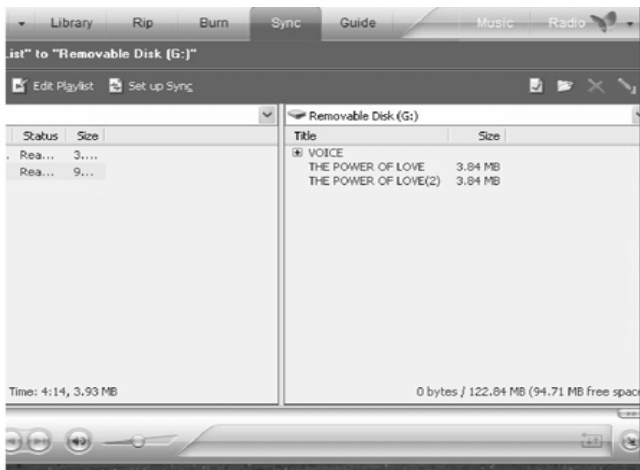 Library Rip Burn Sync Guide Music Radio
List" to "Removable Disk (G:)"
Edit Playlist Set up Sync
Removable Disk (G:)
Status Size Title Size
Rea... 3.... VOICE
Rea... 9... THE POWER OF LOVE 3.84 MB
THE POWER OF LOVE(2) 3.84 MB
Time: 4:14, 3.93 MB 0 bytes / 122.84 MB (94.71 MB free space